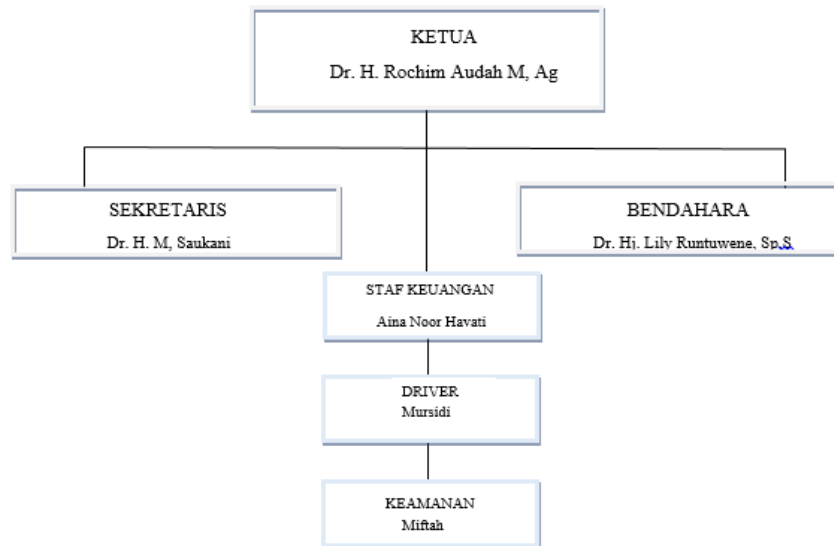 KETUA
Dr. H. Rochim Audah M, Ag
SEKRETARIS
Dr. H. M, Saukani
BENDAHARA
Dr. Hj. Lily Runtuwene, Sp.S
STAF KEUANGAN
Aina Noor Hayati
DRIVER
Mursidi
KEAMANAN
Miftah